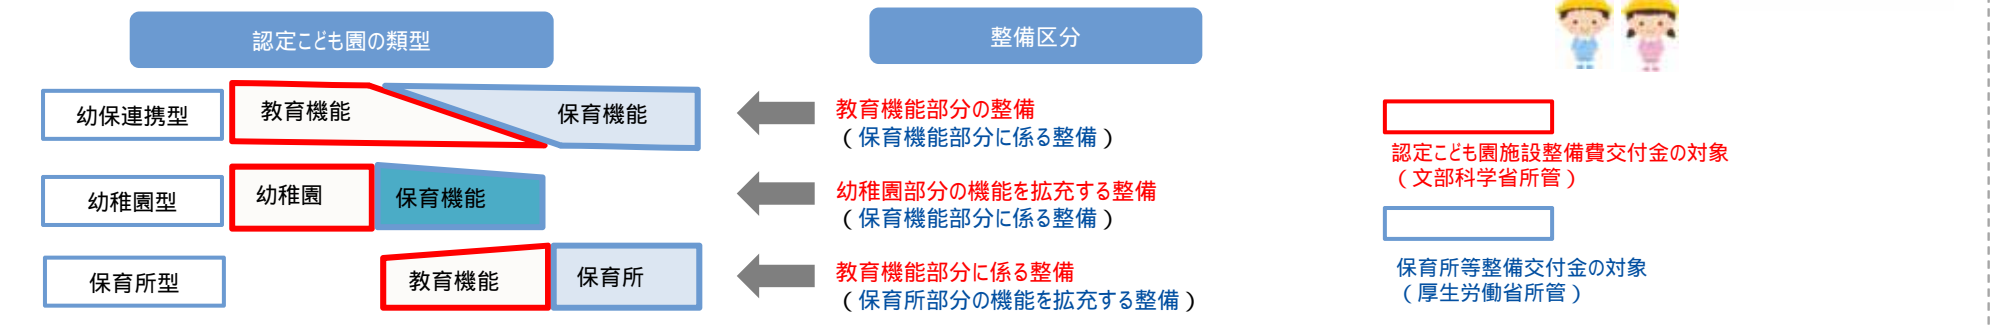 認定こども園の類型
整備区分
幼保連携型
教育機能
保育機能
教育機能部分の整備
（保育機能部分に係る整備）
幼稚園型
幼稚園
保育機能
幼稚園部分の機能を拡充する整備
（保育機能部分に係る整備）
保育所型
教育機能
保育所
教育機能部分に係る整備
（保育所部分の機能を拡充する整備）
認定こども園施設整備費交付金の対象
（文部科学省所管）
保育所等整備交付金の対象
（厚生労働省所管）